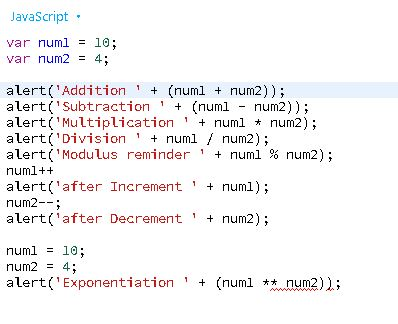 JavaScript
var num1 = 10;
var num2 = 4;
alert('Addition ' + (num1 + num2));
alert('Subtraction ' + (num1 - num2));
alert('Multiplication ' + num1 * num2);
alert('Division ' + num1 / num2);
alert('Modulus reminder ' + num1 % num2);
num1++
alert('after Increment ' + num1);
num2--;
alert('after Decrement ' + num2);
num1 = 10;
num2 = 4;
alert('Exponentiation ' + (num1 ** num2));